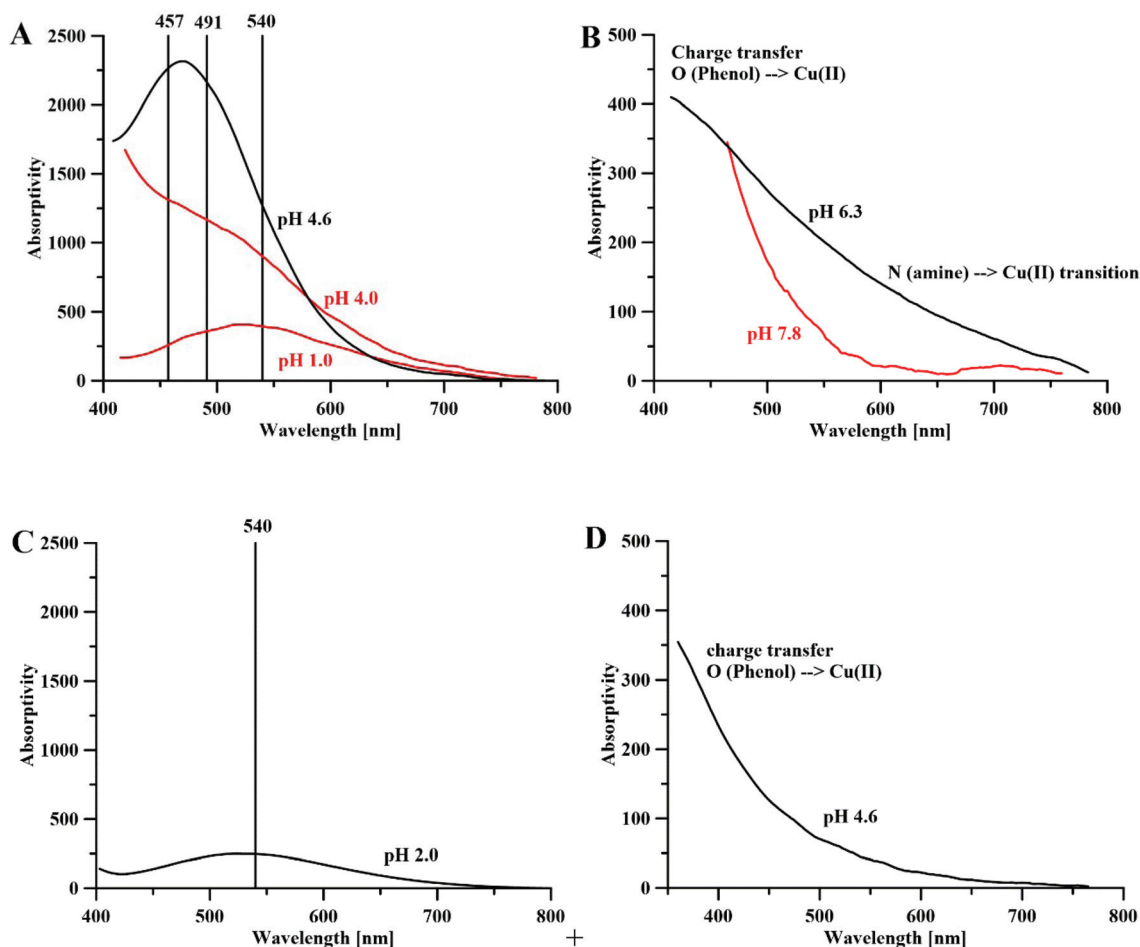 A
457 491 540
2500
2000
1500
1000
500
0
Absorptivity
pH 4.6
pH 4.0
pH 1.0
400 500 600 700 800
Wavelength [nm]
B
500
400
300
200
100
0
Absorptivity
Charge transfer
O (Phenol) --> Cu(II)
pH 6.3
N (amine) --> Cu(II) transition
pH 7.8
400 500 600 700 800
Wavelength [nm]
C
540
2500
2000
1500
1000
500
0
Absorptivity
pH 2.0
400 500 600 700 800
Wavelength [nm]
+
D
500
400
300
200
100
0
Absorptivity
charge transfer
O (Phenol) --> Cu(II)
pH 4.6
400 500 600 700 800
Wavelength [nm]